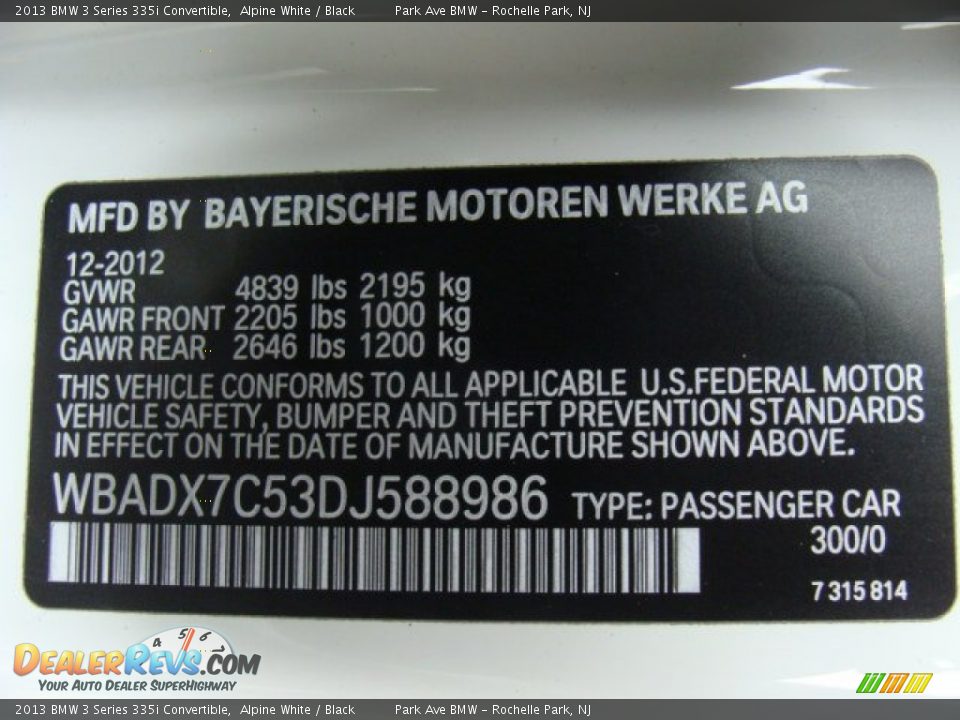 2013 BMW 3 Series 335i Convertible, Alpine White / Black Park Ave BMW - Rochelle Park, NJ
MFD BY BAYERISCHE MOTOREN WERKE AG
12-2012
GVWR 4839 lbs 2195 kg
GAWR FRONT 2205 lbs 1000 kg
GAWR REAR 2646 lbs 1200 kg
THIS VEHICLE CONFORMS TO ALL APPLICABLE U.S.FEDERAL MOTOR
VEHICLE SAFETY, BUMPER AND THEFT PREVENTION STANDARDS
IN EFFECT ON THE DATE OF MANUFACTURE SHOWN ABOVE.
WBADX7C53DJ588986 TYPE: PASSENGER CAR
300/0
7 315 814
4 5 6 7
DEALERREVS.COM
YOUR AUTO DEALER SUPERHIGHWAY
2013 BMW 3 Series 335i Convertible, Alpine White / Black Park Ave BMW - Rochelle Park, NJ